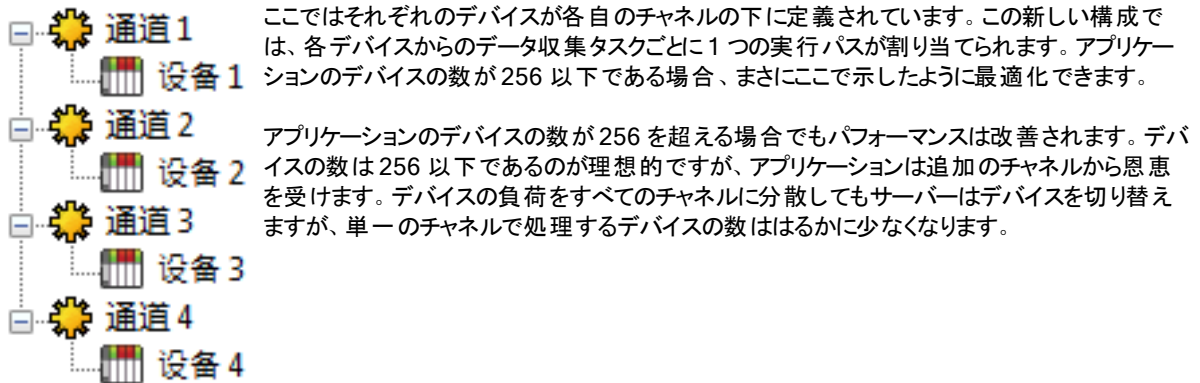 通道 1
设备 1
通道 2
设备 2
通道 3
设备 3
通道 4
设备 4
ここではそれぞれのデバイスが各自のチャネルの下に定義されています。この新しい構成で
は、各デバイスからのデータ収集タスクごとに 1 つの実行パスが割り当てられます。アプリケー
ションのデバイスの数が 256 以下である場合、まさにここで示したように最適化できます。
アプリケーションのデバイスの数が 256 を超える場合でもパフォーマンスは改善されます。デバ
イスの数は 256 以下であるのが理想的ですが、アプリケーションは追加のチャネルから恩恵
を受けます。デバイスの負荷をすべてのチャネルに分散してもサーバーはデバイスを切り替え
ますが、単一のチャネルで処理するデバイスの数ははるかに少なくなります。